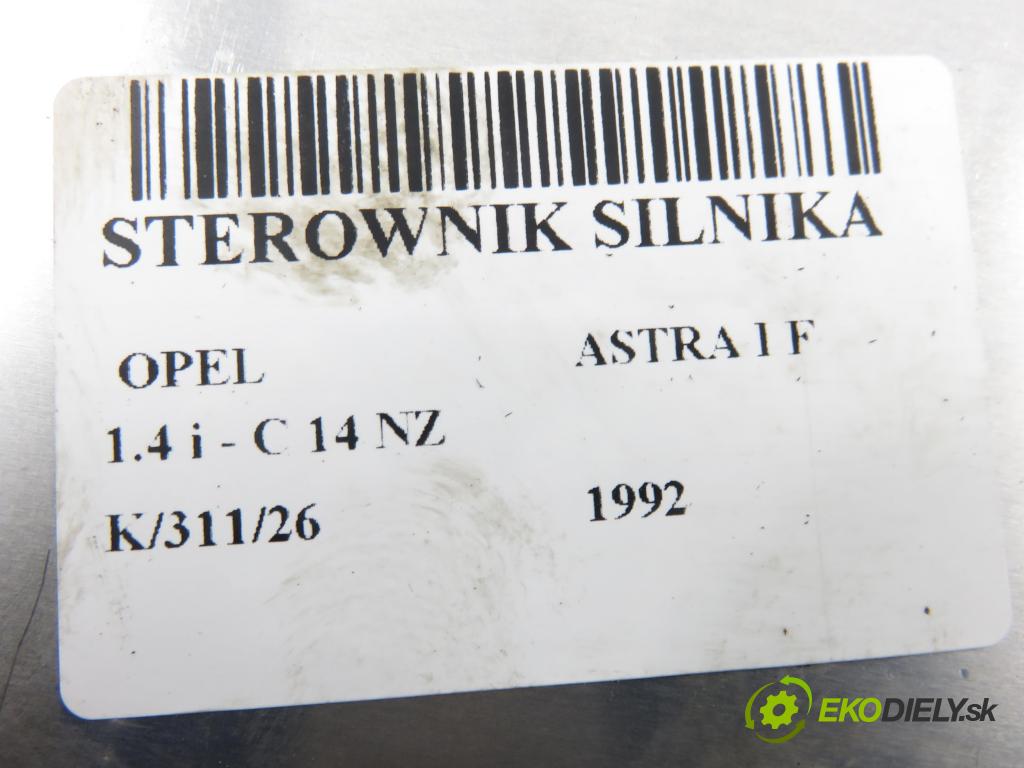 STEROWNIK SILNIKA
OPEL ASTRA I F
1.4 i - C 14 NZ
K/311/26 1992
EKODIELY.sk